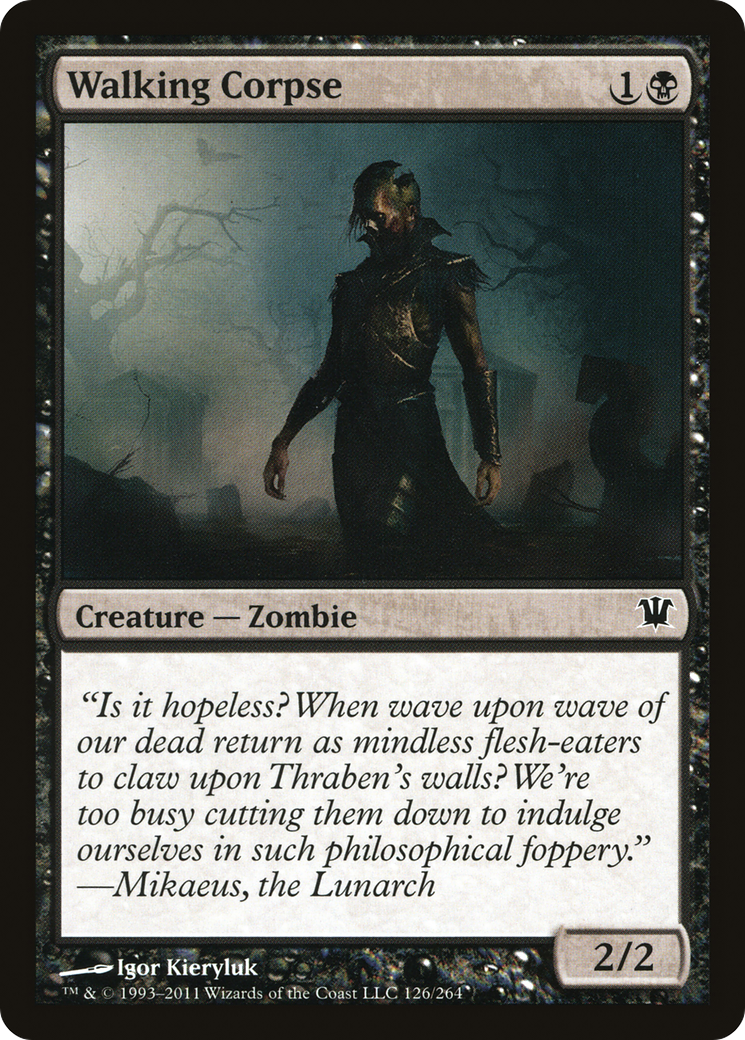 Walking Corpse 1
Creature — Zombie
“Is it hopeless? When wave upon wave of
our dead return as mindless flesh-eaters
to claw upon Thraben’s walls? We’re
too busy cutting them down to indulge
ourselves in such philosophical foppery.”
—Mikaeus, the Lunarch
2/2
Igor Kieryluk
™ & © 1993–2011 Wizards of the Coast LLC 126/264